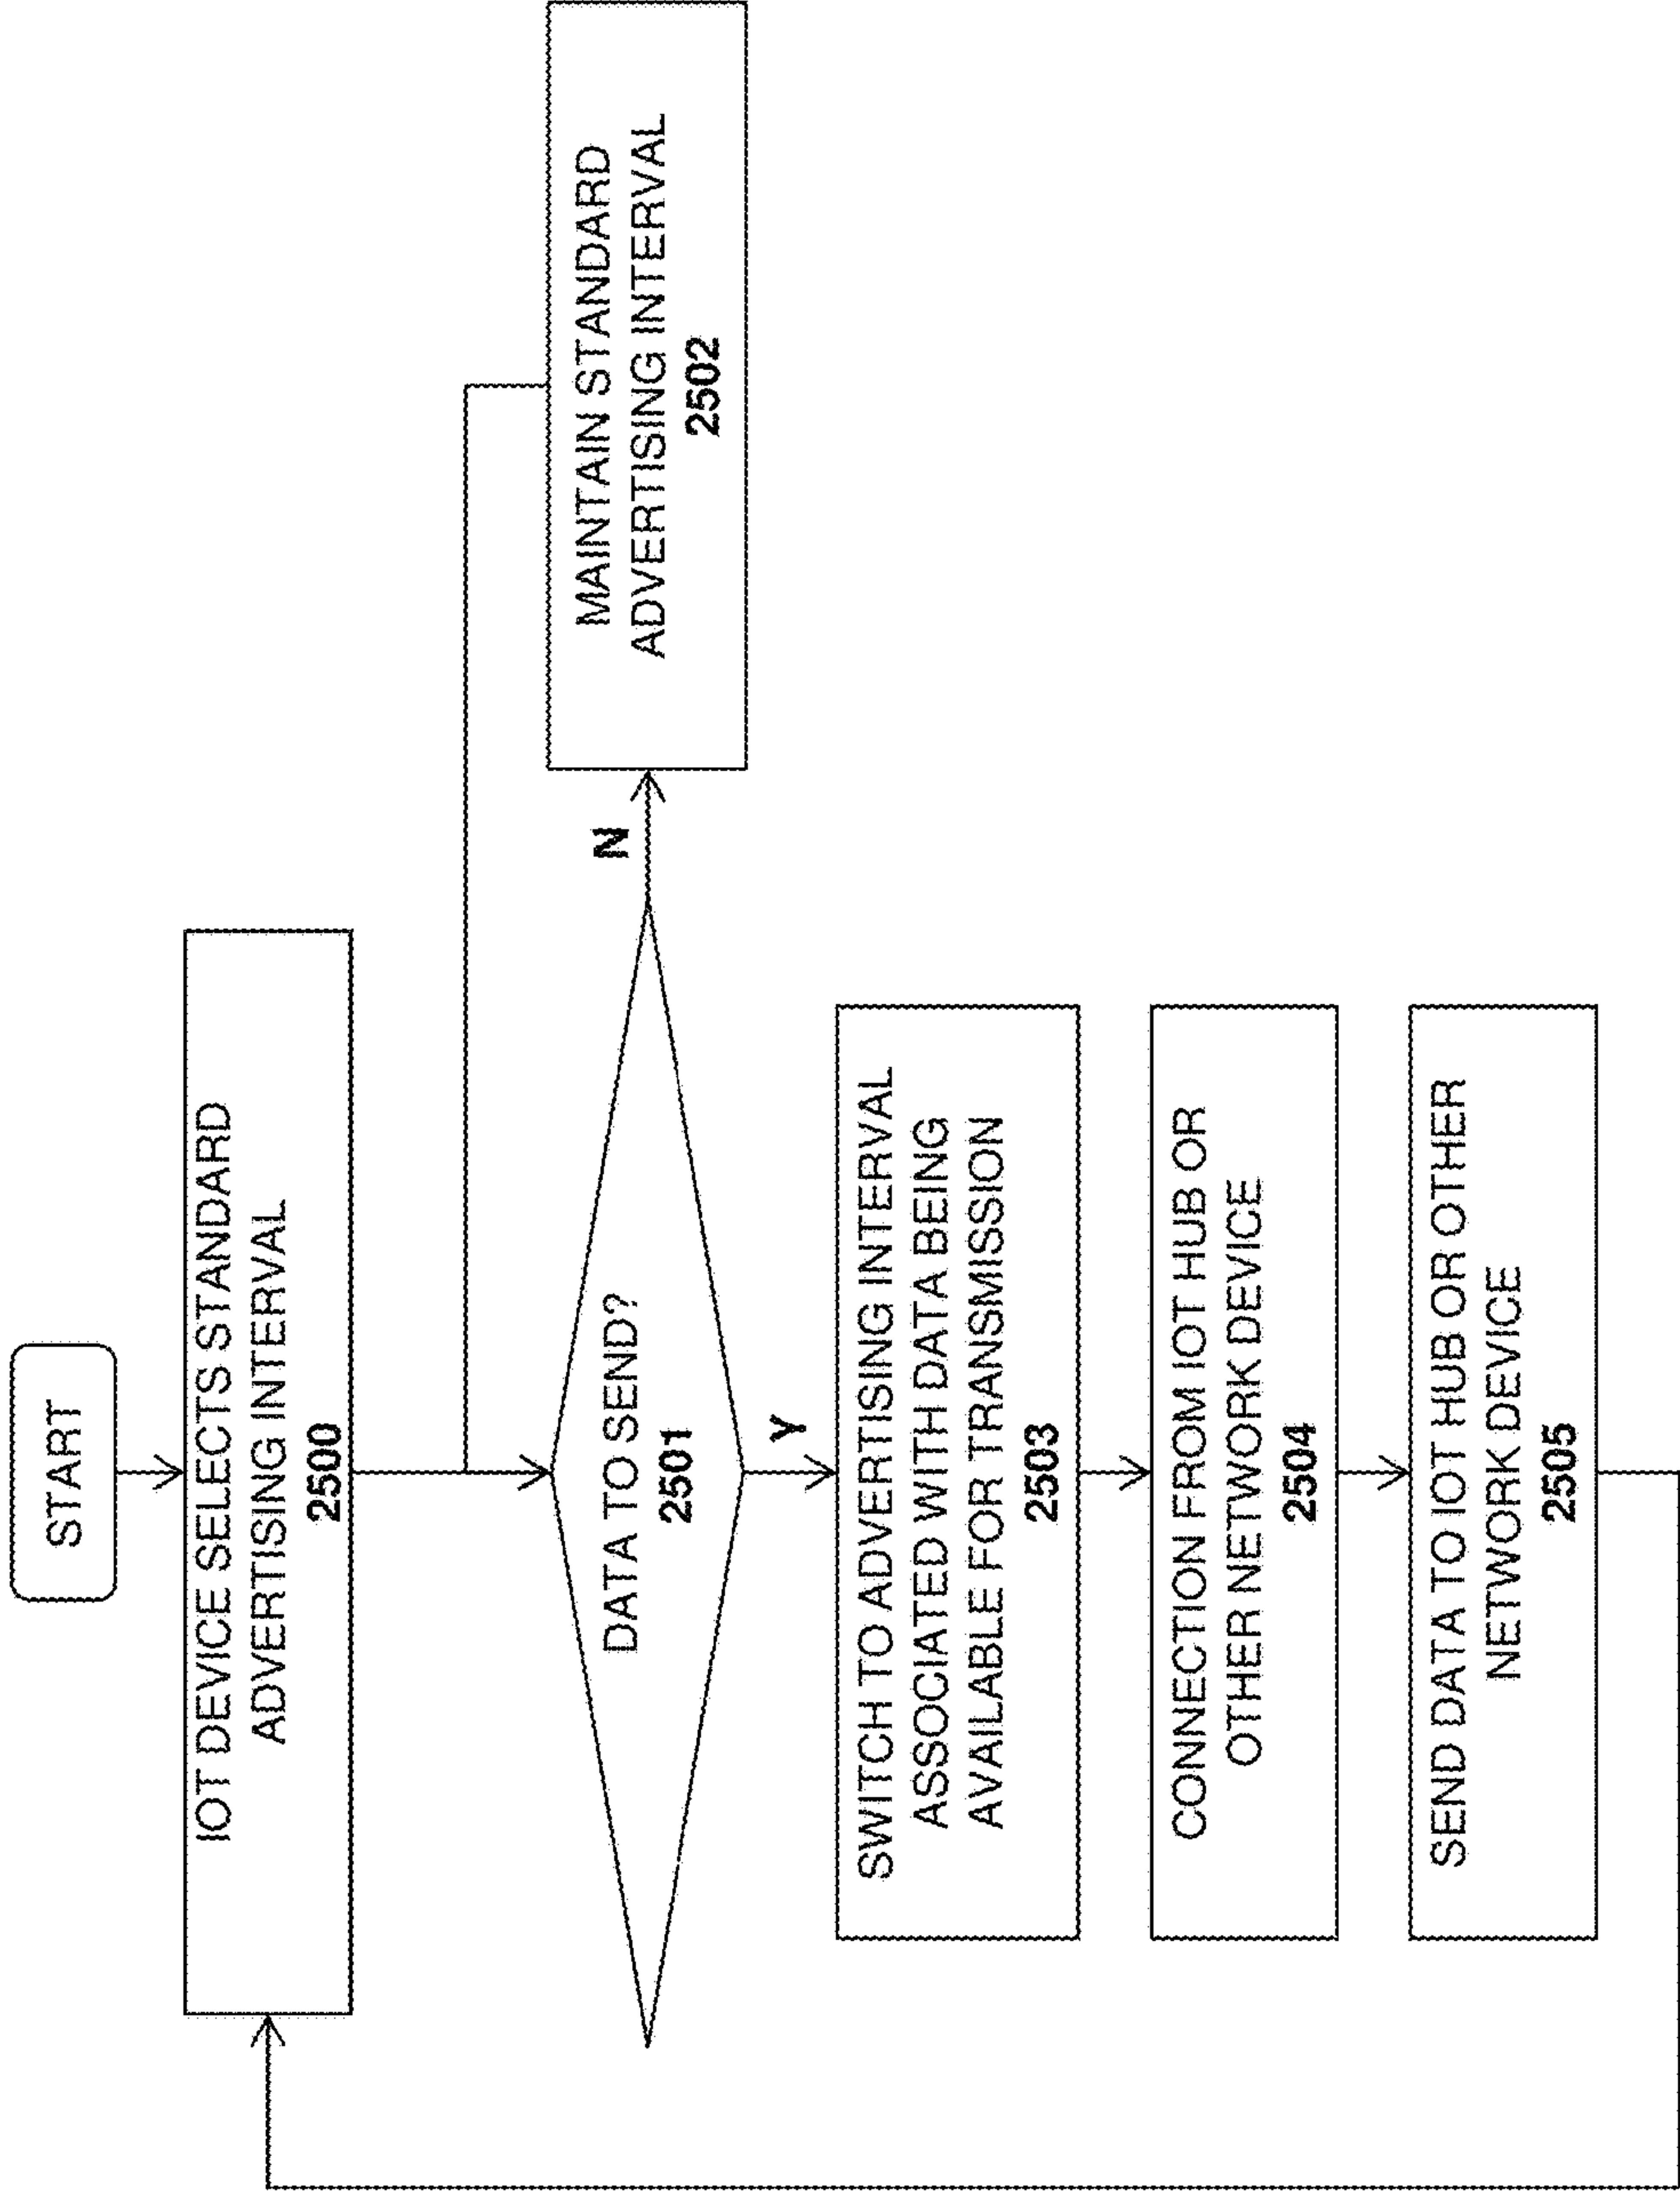 START
IOT DEVICE SELECTS STANDARD
ADVERTISING INTERVAL
2500
DATA TO SEND?
2501
N
MAINTAIN STANDARD
ADVERTISING INTERVAL
2502
Y
SWITCH TO ADVERTISING INTERVAL
ASSOCIATED WITH DATA BEING
AVAILABLE FOR TRANSMISSION
2503
CONNECTION FROM IOT HUB OR
OTHER NETWORK DEVICE
2504
SEND DATA TO IOT HUB OR OTHER
NETWORK DEVICE
2505